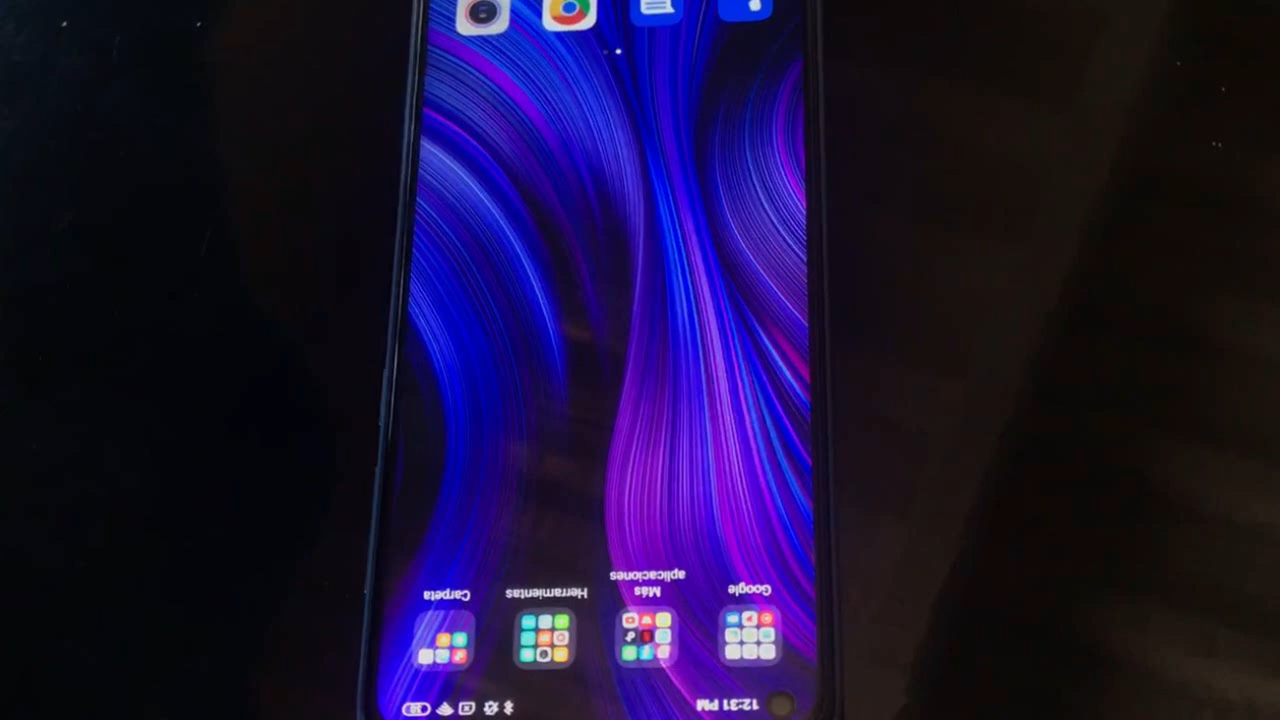 12:31 PM
Google
Más
aplicaciones
Herramientas
Carpeta